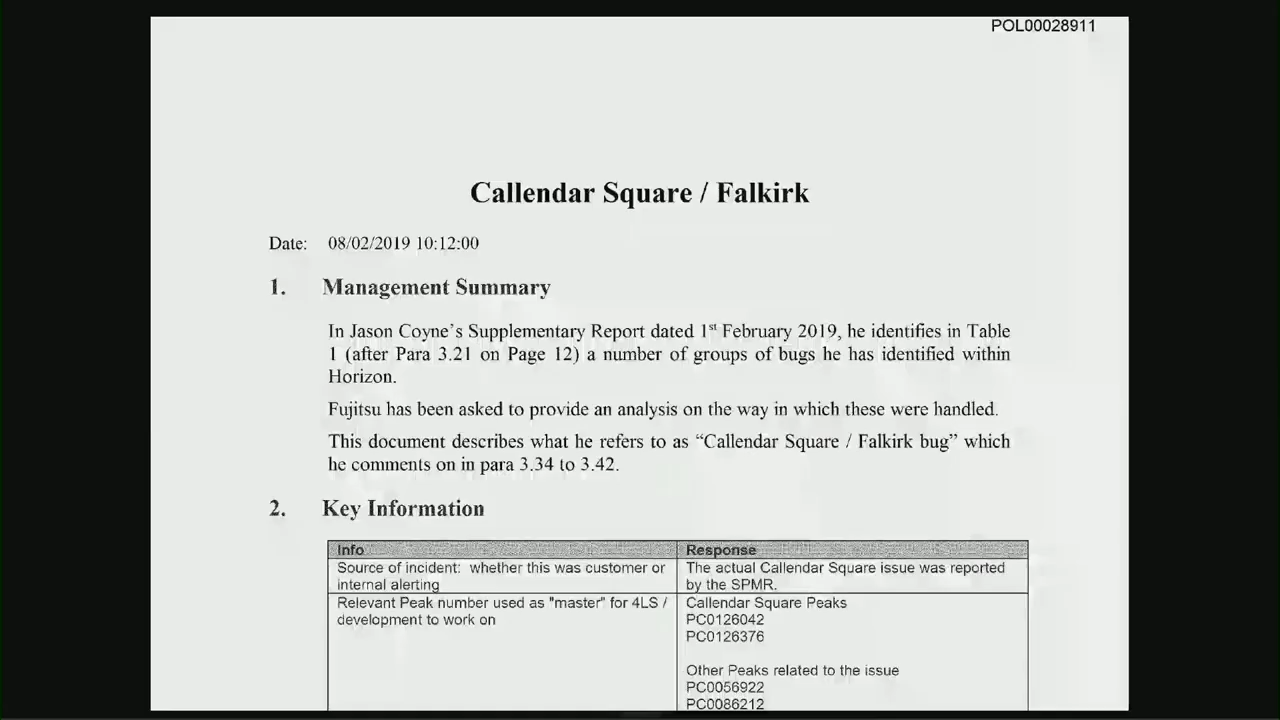 POL00028911
Callendar Square / Falkirk
Date: 08/02/2019 10:12:00
1. Management Summary
In Jason Coyne's Supplementary Report dated 1st February 2019, he identifies in Table
1 (after Para 3.21 on Page 12) a number of groups of bugs he has identified within
Horizon.
Fujitsu has been asked to provide an analysis on the way in which these were handled.
This document describes what he refers to as “Callendar Square / Falkirk bug” which
he comments on in para 3.34 to 3.42.
2. Key Information
Info Response
Source of incident: whether this was customer or
internal alerting
The actual Callendar Square issue was reported
by the SPMR.
Relevant Peak number used as "master" for 4LS /
development to work on
Callendar Square Peaks
PC0126042
PC0126376
Other Peaks related to the issue
PC0056922
PC0086212